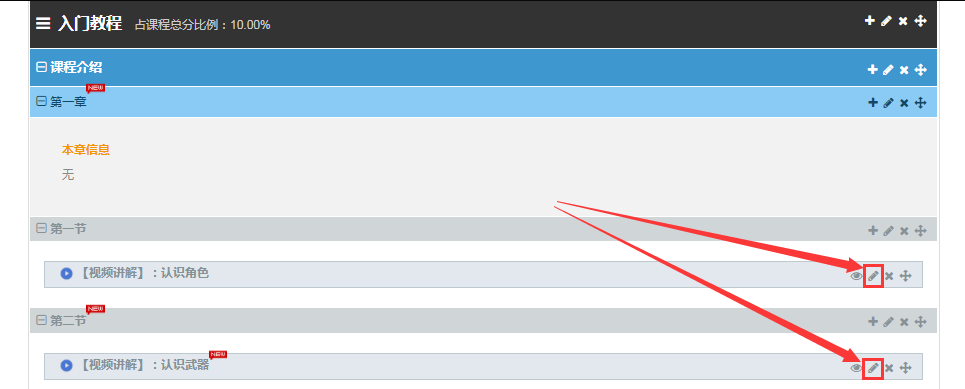 入门教程 占课程总分比例：10.00%
课程介绍
第一章 NEW
本章信息
无
第一节
【视频讲解】：认识角色
第二节 NEW
【视频讲解】：认识武器 NEW